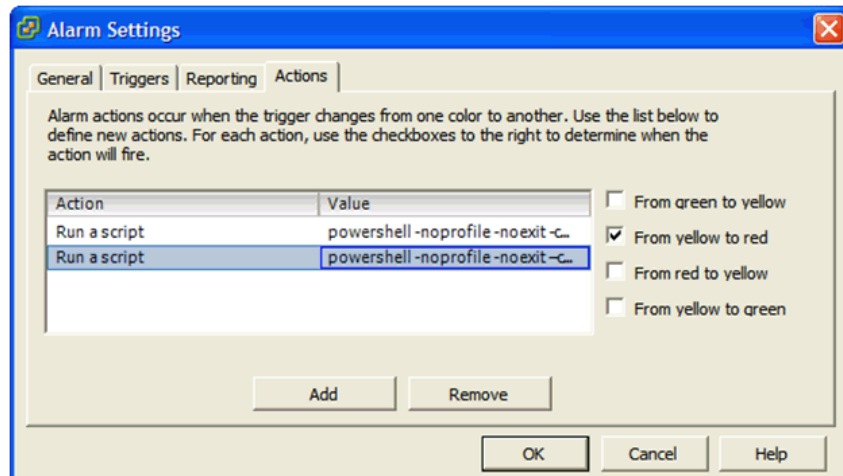 Alarm Settings
General Triggers Reporting Actions
Alarm actions occur when the trigger changes from one color to another. Use the list below to
define new actions. For each action, use the checkboxes to the right to determine when the
action will fire.
Action Value
Run a script powershell -noprofile -noexit -c...
Run a script powershell -noprofile -noexit –c...
From green to yellow
From yellow to red
From red to yellow
From yellow to green
Add Remove
OK Cancel Help